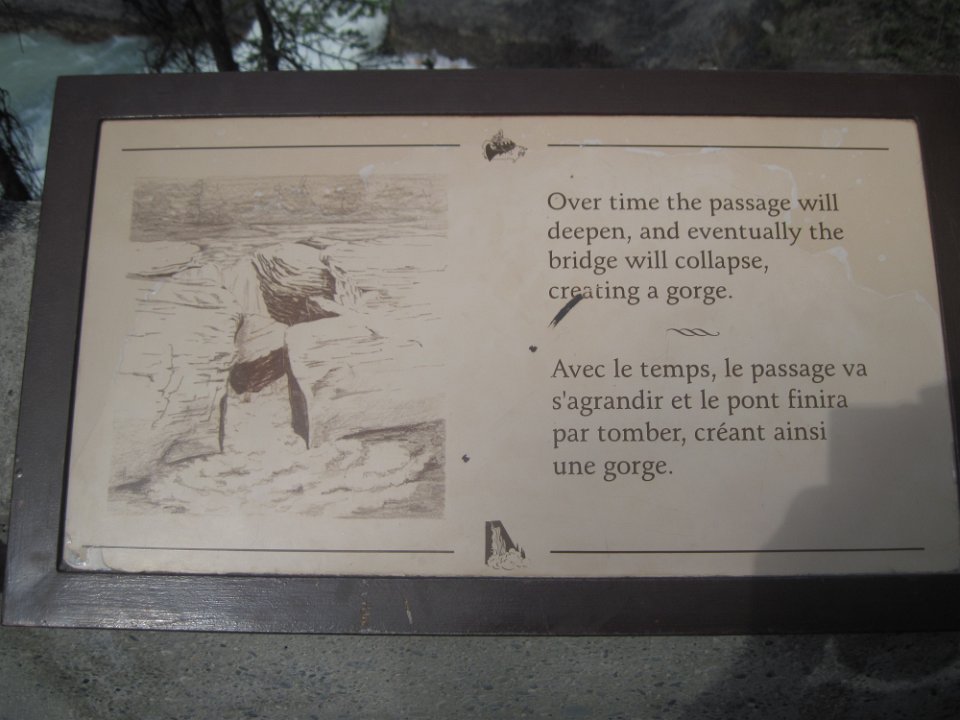 Over time the passage will
deepen, and eventually the
bridge will collapse,
creating a gorge.
Avec le temps, le passage va
s'agrandir et le pont finira
par tomber, créant ainsi
une gorge.